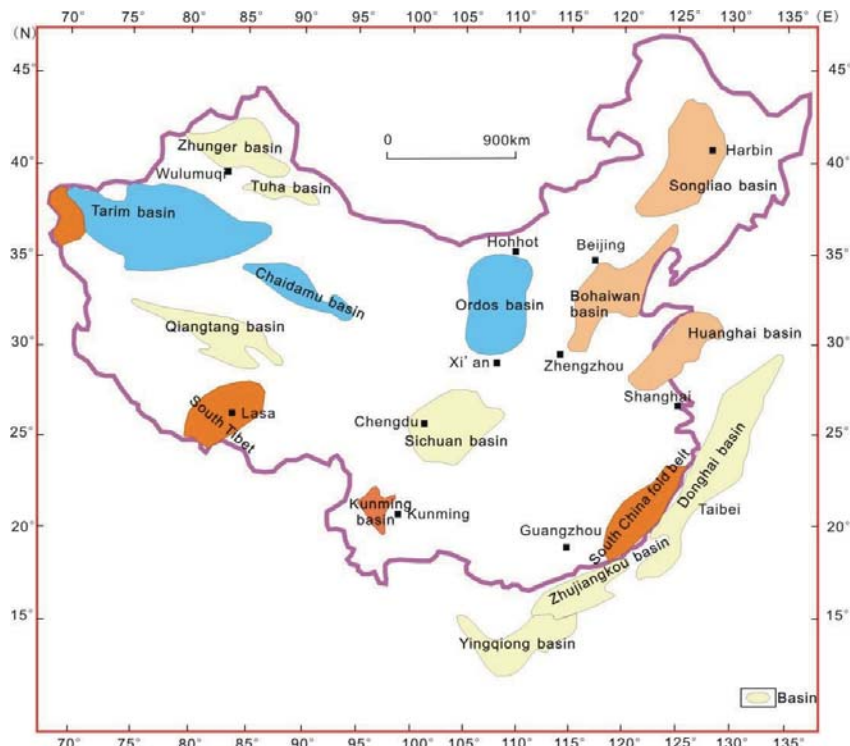 70° 75° 80° 85° 90° 95° 100° 105° 110° 115° 120° 125° 130° 135°
(N) (E)
45° 45°
0 900km
Zhunger basin
Harbin
40° 40°
Wulumuqi
Tuha basin
Songliao basin
Tarim basin
Hohhot
Beijing
35° 35°
Chaidamu basin
Ordos basin
Bohaiwan
basin
30° 30°
Qiangtang basin
Huanghai basin
Xi' an
Zhengzhou
Shanghai
South Tibet
Lasa
Chengdu
Sichuan basin
25° 25°
Donghai basin
South China fold belt
Kunming
basin
Kunming
Taibei
20° 20°
Guangzhou
Zhujiangkou basin
15° 15°
Yingqiong basin
Basin
70° 75° 80° 85° 90° 95° 100° 105° 110° 115° 120° 125° 130° 135°